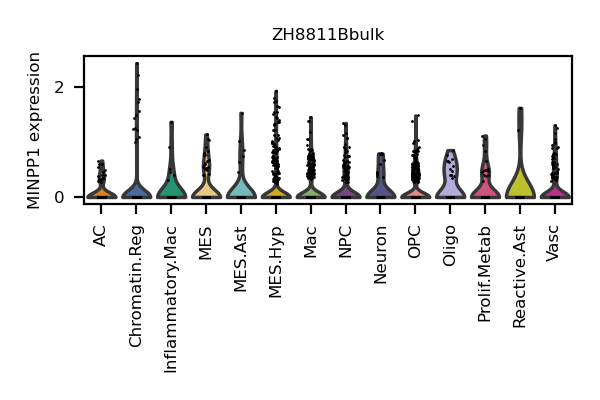 ZH8811Bbulk
MINPP1 expression
2
0
AC
Chromatin.Reg
Inflammatory.Mac
MES
MES.Ast
MES.Hyp
Mac
NPC
Neuron
OPC
Oligo
Prolif.Metab
Reactive.Ast
Vasc